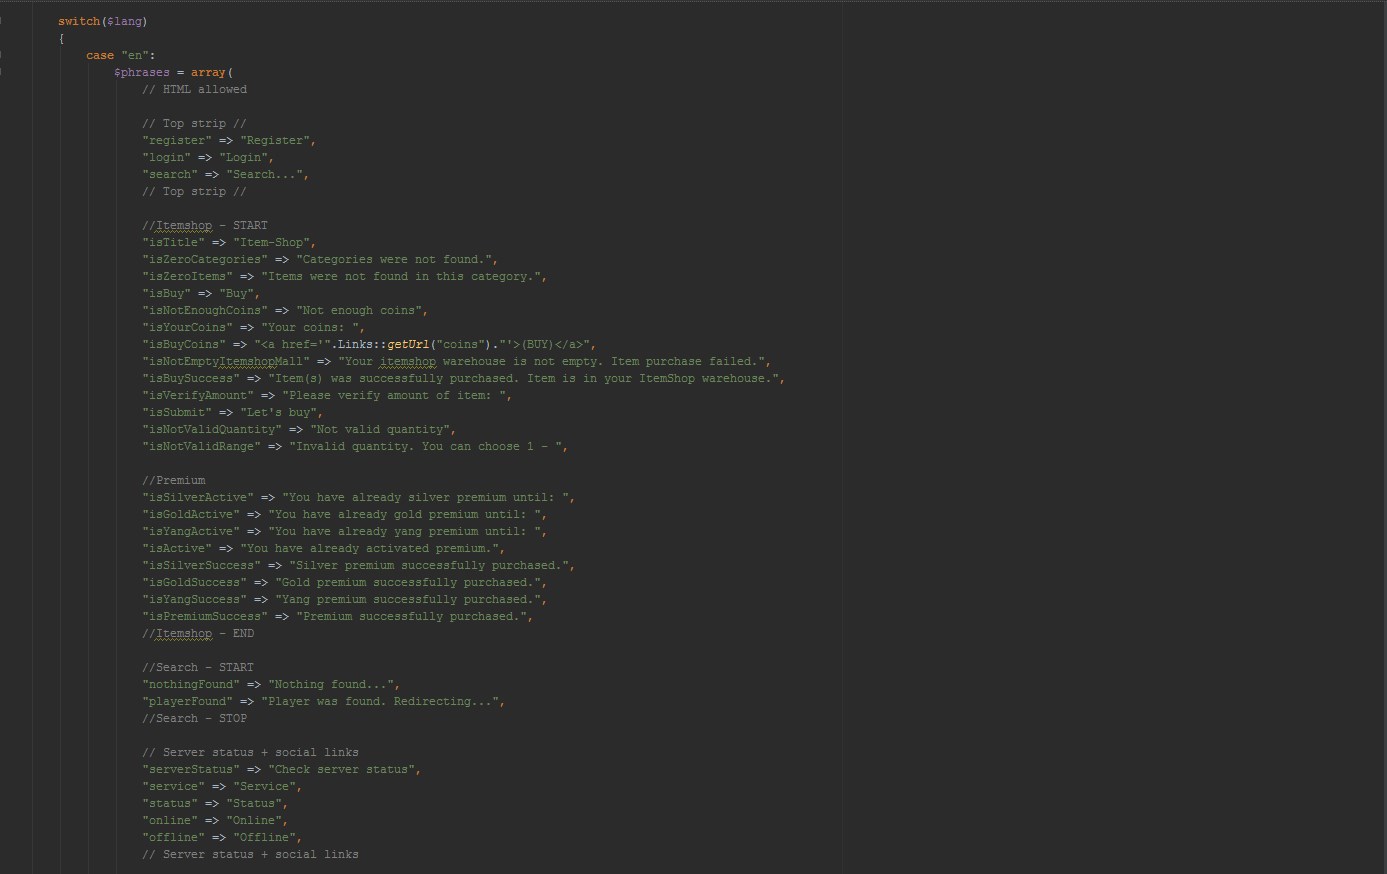 switch($lang)
{
case "en":
$phrases = array(
// HTML allowed
// Top strip //
"register" => "Register",
"login" => "Login",
"search" => "Search...",
// Top strip //
//Itemshop - START
"isTitle" => "Item-Shop",
"isZeroCategories" => "Categories were not found.",
"isZeroItems" => "Items were not found in this category.",
"isBuy" => "Buy",
"isNotEnoughCoins" => "Not enough coins",
"isYourCoins" => "Your coins: ",
"isBuyCoins" => "<a href='".Links::getUrl("coins")."'>(BUY)</a>",
"isNotEmptyItemshopMall" => "Your itemshop warehouse is not empty. Item purchase failed.",
"isBuySuccess" => "Item(s) was successfully purchased. Item is in your ItemShop warehouse.",
"isVerifyAmount" => "Please verify amount of item: ",
"isSubmit" => "Let's buy",
"isNotValidQuantity" => "Not valid quantity",
"isNotValidRange" => "Invalid quantity. You can choose 1 - ",
//Premium
"isSilverActive" => "You have already silver premium until: ",
"isGoldActive" => "You have already gold premium until: ",
"isYangActive" => "You have already yang premium until: ",
"isActive" => "You have already activated premium.",
"isSilverSuccess" => "Silver premium successfully purchased.",
"isGoldSuccess" => "Gold premium successfully purchased.",
"isYangSuccess" => "Yang premium successfully purchased.",
"isPremiumSuccess" => "Premium successfully purchased.",
//Itemshop - END
//Search - START
"nothingFound" => "Nothing found...",
"playerFound" => "Player was found. Redirecting...",
//Search - STOP
// Server status + social links
"serverStatus" => "Check server status",
"service" => "Service",
"status" => "Status",
"online" => "Online",
"offline" => "Offline",
// Server status + social links